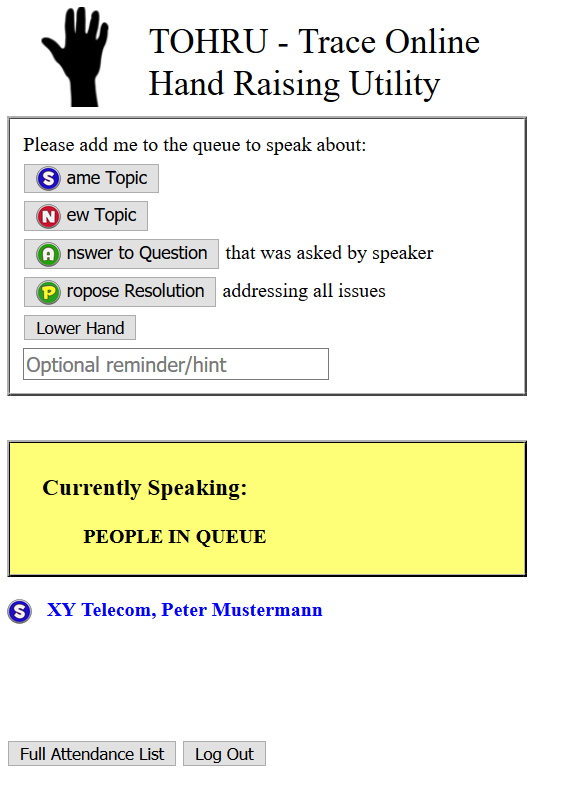 TOHRU - Trace Online
Hand Raising Utility
Please add me to the queue to speak about:
S ame Topic
N ew Topic
A nswer to Question that was asked by speaker
P ropose Resolution addressing all issues
Lower Hand
Optional reminder/hint
Currently Speaking:
PEOPLE IN QUEUE
S XY Telecom, Peter Mustermann
Full Attendance List Log Out